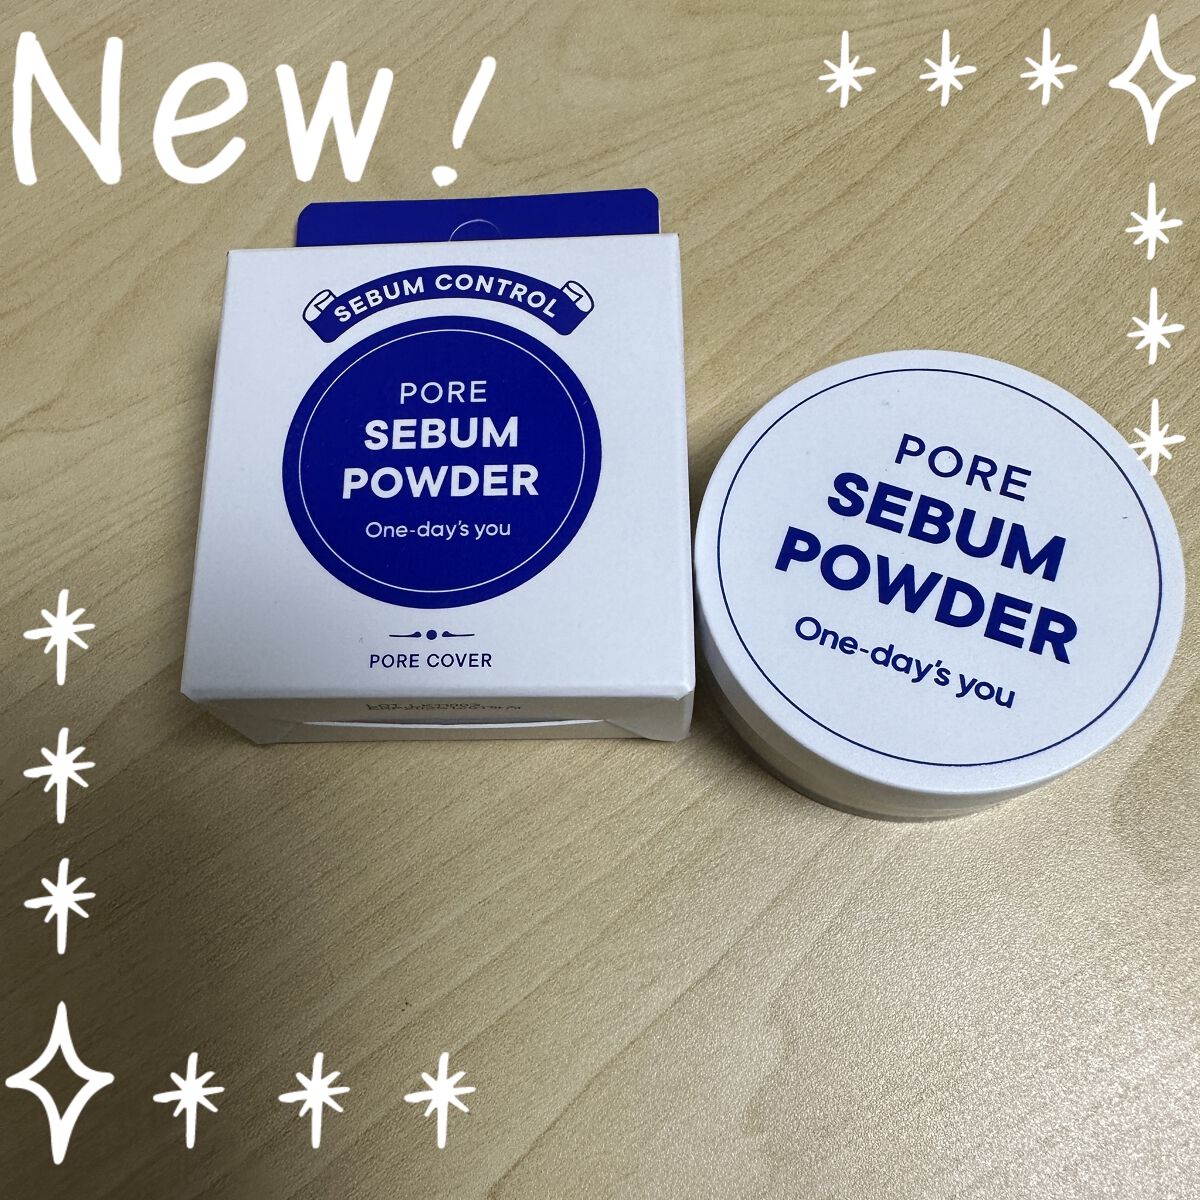 New!
SEBUM CONTROL
PORE
SEBUM
POWDER
One-day's you
PORE COVER
PORE
SEBUM
POWDER
One-day's you